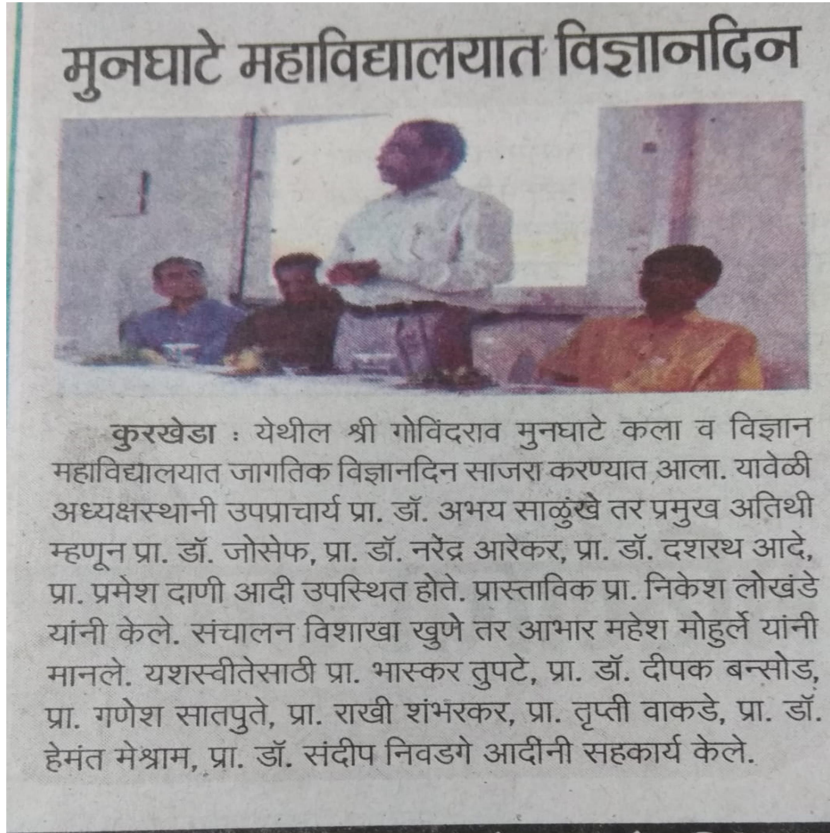 मुनघाटे महाविद्यालयात विज्ञानदिन
कुरखेडा : येथील श्री गोविंदराव मुनघाटे कला व विज्ञान
महाविद्यालयात जागतिक विज्ञानदिन साजरा करण्यात आला. यावेळी
अध्यक्षस्थानी उपप्राचार्य प्रा. डॉ. अभय साळुंखे तर प्रमुख अतिथी
म्हणून प्रा. डॉ. जोसेफ, प्रा. डॉ. नरेंद्र आरेकर, प्रा. डॉ. दशरथ आदे,
प्रा. प्रमेश दाणी आदी उपस्थित होते. प्रास्ताविक प्रा. निकेश लोखंडे
यांनी केले. संचालन विशाखा खुणे तर आभार महेश मोहुर्ले यांनी
मानले. यशस्वीतेसाठी प्रा. भास्कर तुपटे, प्रा. डॉ. दीपक बन्सोड,
प्रा. गणेश सातपुते, प्रा. राखी शंभरकर, प्रा. तृप्ती वाकडे, प्रा. डॉ.
हेमंत मेश्राम, प्रा. डॉ. संदीप निवडगे आदींनी सहकार्य केले.